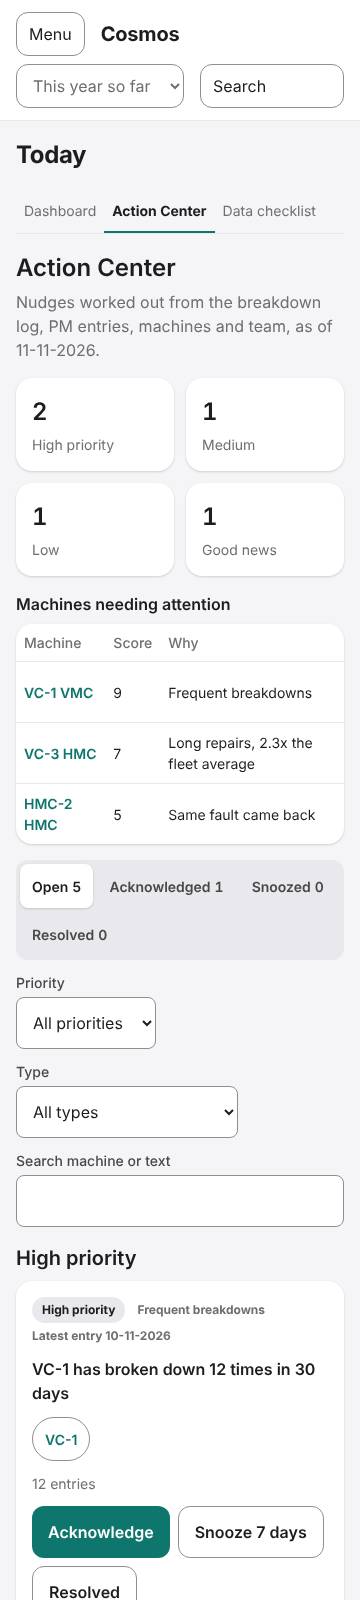 Menu
Cosmos
This year so far
Search
Today
Dashboard
Action Center
Data checklist
Action Center
Nudges worked out from the breakdown
log, PM entries, machines and team, as of
11-11-2026.
2
High priority
1
Medium
1
Low
1
Good news
Machines needing attention
Machine Score Why
VC-1 VMC 9 Frequent breakdowns
VC-3 HMC 7 Long repairs, 2.3x the
fleet average
HMC-2
HMC 5 Same fault came back
Open 5
Acknowledged 1
Snoozed 0
Resolved 0
Priority
All priorities
Type
All types
Search machine or text
High priority
High priority Frequent breakdowns
Latest entry 10-11-2026
VC-1 has broken down 12 times in 30
days
VC-1
12 entries
Acknowledge
Snooze 7 days
Resolved